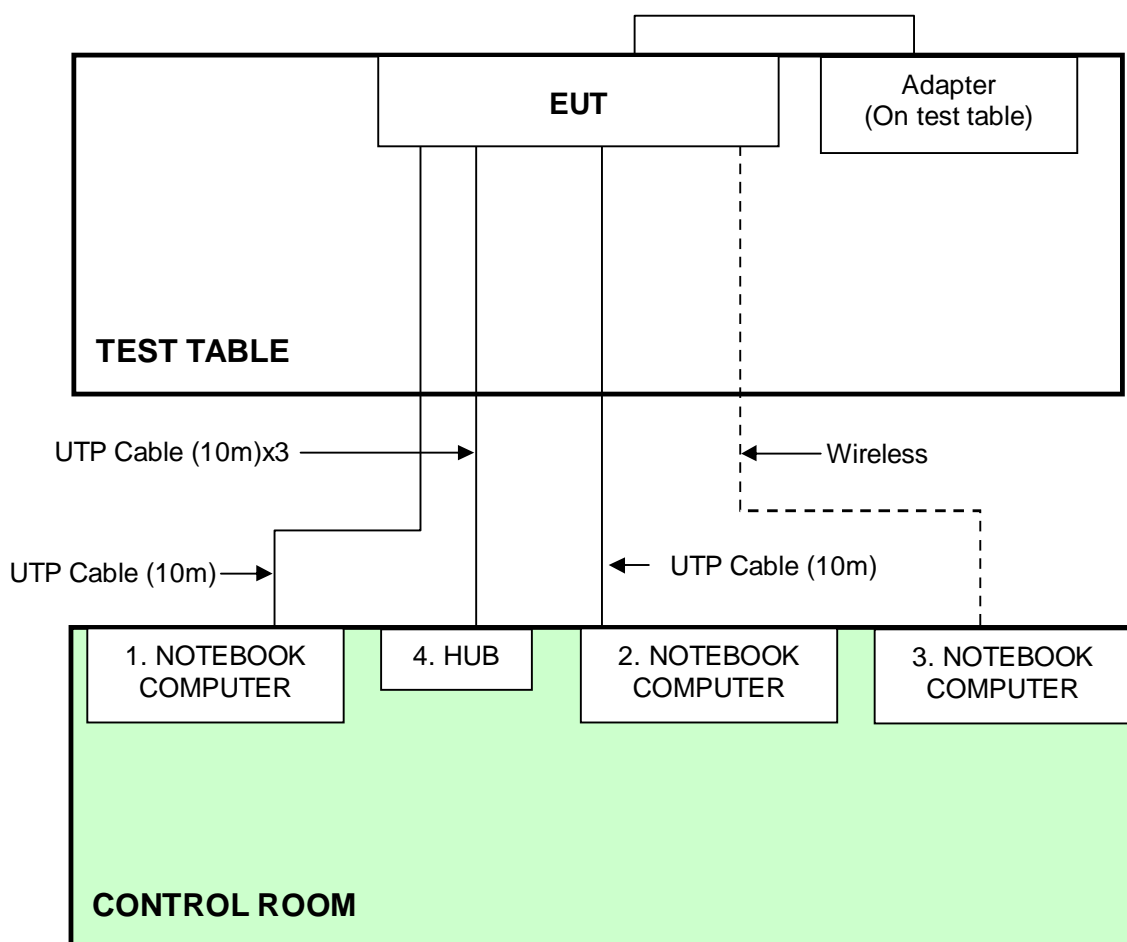 EUT
Adapter
(On test table)
TEST TABLE
UTP Cable (10m)x3
Wireless
UTP Cable (10m)
UTP Cable (10m)
1. NOTEBOOK
COMPUTER
4. HUB
2. NOTEBOOK
COMPUTER
3. NOTEBOOK
COMPUTER
CONTROL ROOM